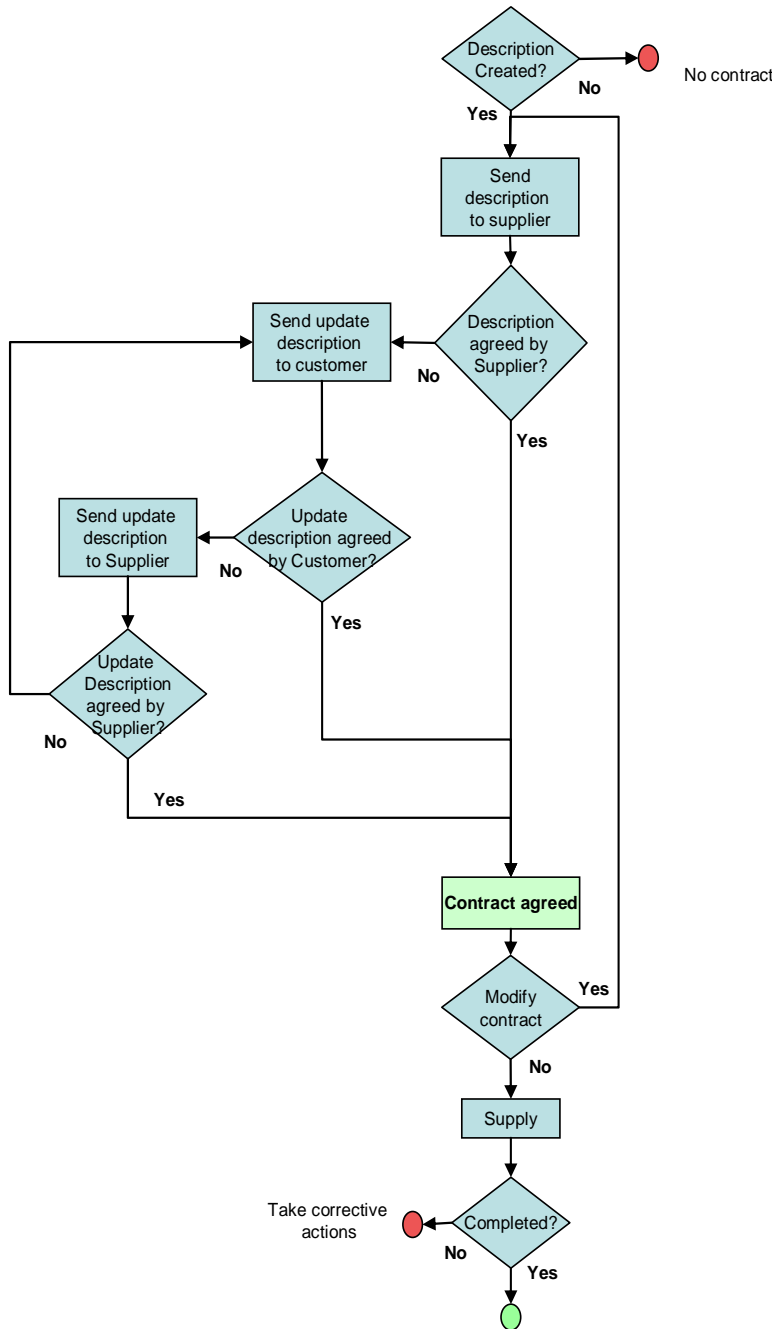 Description
Created?
No
No contract
Yes
Send
description
to supplier
Description
agreed by
Supplier?
No
Yes
Send update
description
to customer
Update
description agreed
by Customer?
No
Yes
Send update
description
to Supplier
Update
Description
agreed by
Supplier?
No
Yes
Contract agreed
Modify
contract
Yes
No
Supply
Completed?
Take corrective
actions
No
Yes